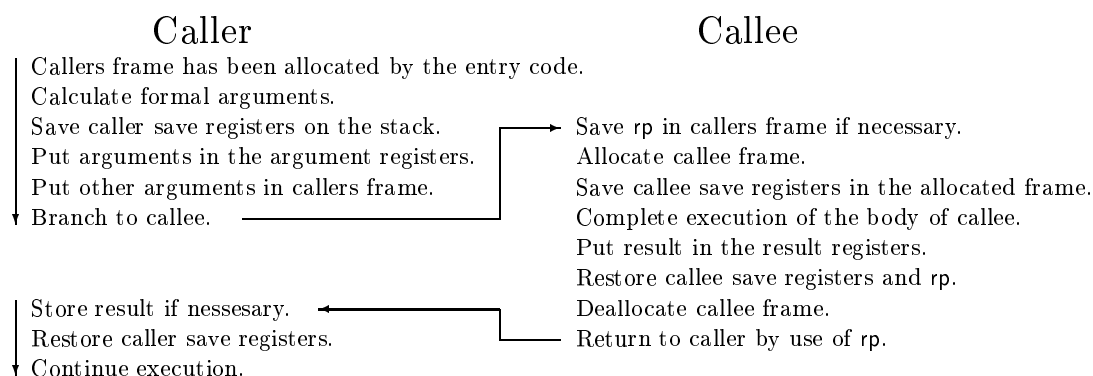 Caller
Callers frame has been allocated by the entry code.
Calculate formal arguments.
Save caller save registers on the stack.
Put arguments in the argument registers.
Put other arguments in callers frame.
Branch to callee.
Store result if nessesary.
Restore caller save registers.
Continue execution.
Callee
Save rp in callers frame if necessary.
Allocate callee frame.
Save callee save registers in the allocated frame.
Complete execution of the body of callee.
Put result in the result registers.
Restore callee save registers and rp.
Deallocate callee frame.
Return to caller by use of rp.